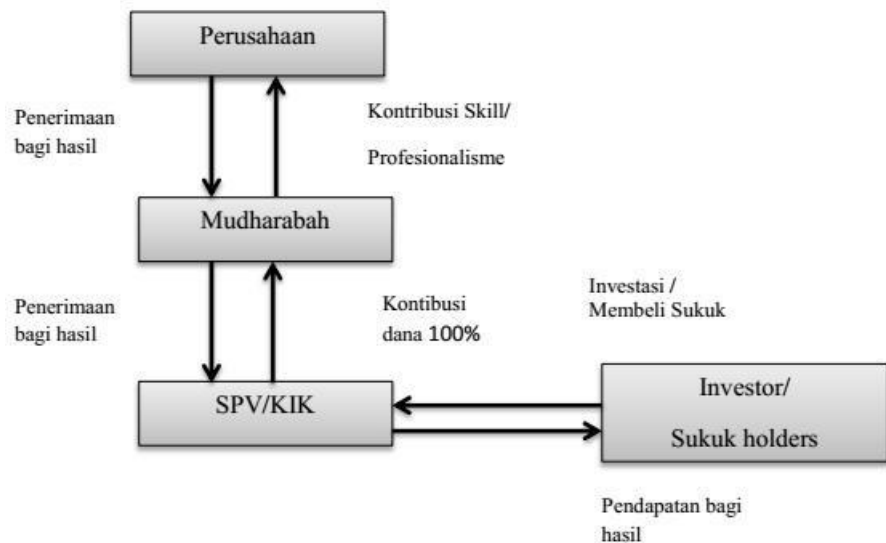 Perusahaan
Penerimaan
bagi hasil
Kontribusi Skill/
Profesionalisme
Mudharabah
Penerimaan
bagi hasil
Kontibusi
dana 100%
Investasi /
Membeli Sukuk
SPV/KIK
Investor/
Sukuk holders
Pendapatan bagi
hasil